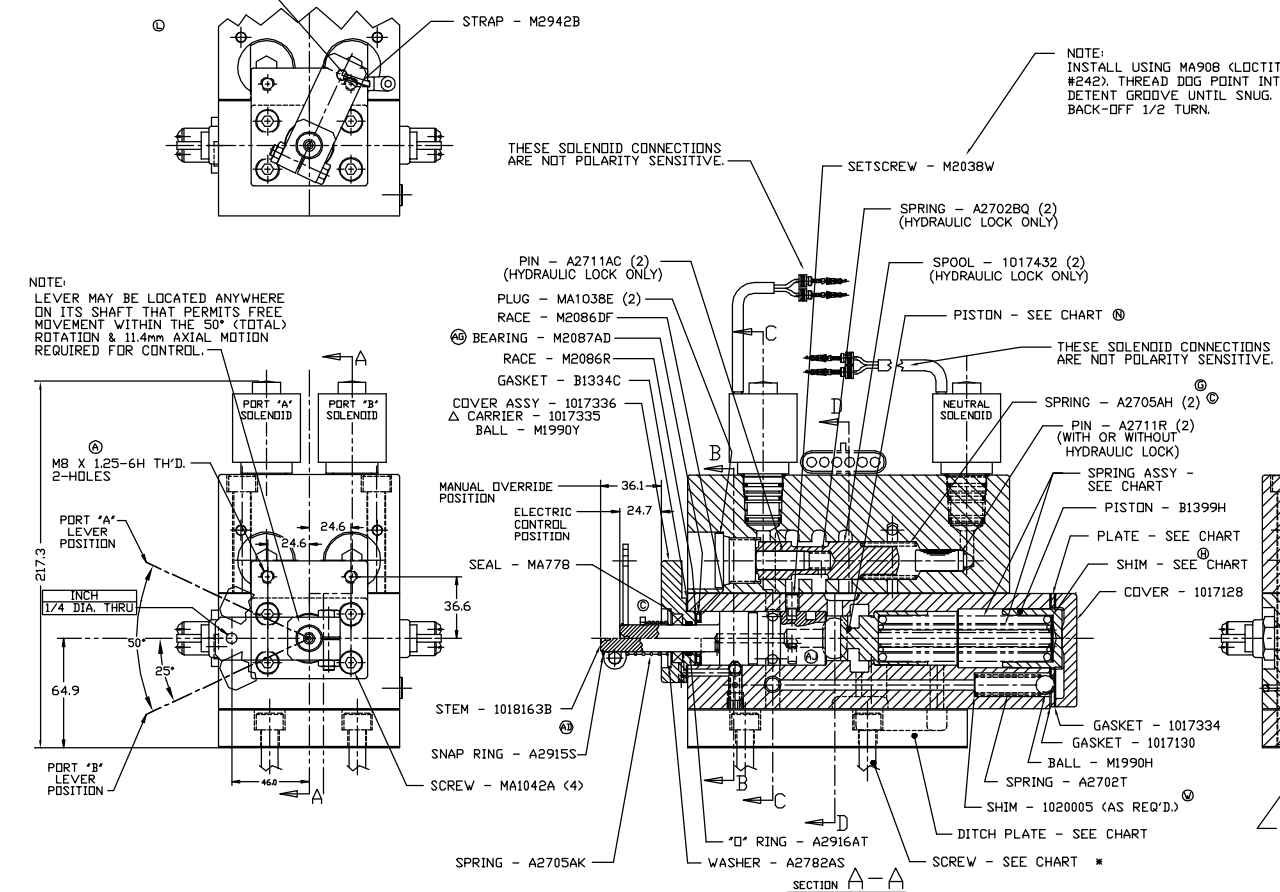 L
STRAP - M2942B
NOTE:
INSTALL USING MA908 (LOCTIT
#242). THREAD DOG POINT INT
DETENT GROOVE UNTIL SNUG.
BACK-OFF 1/2 TURN.
THESE SOLENOID CONNECTIONS
ARE NOT POLARITY SENSITIVE.
SETSCREW - M2038W
SPRING - A2702BQ (2)
(HYDRAULIC LOCK ONLY)
PIN - A2711AC (2)
(HYDRAULIC LOCK ONLY)
SPOOL - 1017432 (2)
(HYDRAULIC LOCK ONLY)
PLUG - MA1038E (2)
RACE - M2086DF
AG BEARING - M2087AD
RACE - M2086R
GASKET - B1334C
COVER ASSY - 1017336
△ CARRIER - 1017335
BALL - M1990Y
PISTON - SEE CHART N
THESE SOLENOID CONNECTIONS
ARE NOT POLARITY SENSITIVE.
NOTE:
LEVER MAY BE LOCATED ANYWHERE
ON ITS SHAFT THAT PERMITS FREE
MOVEMENT WITHIN THE 50° (TOTAL)
ROTATION & 11.4mm AXIAL MOTION
REQUIRED FOR CONTROL.
A
C
PORT "A"
SOLENOID
PORT "B"
SOLENOID
NEUTRAL
SOLENOID
G
SPRING - A2705AH (2) C
D
PIN - A2711R (2)
(WITH OR WITHOUT
HYDRAULIC LOCK)
A
M8 X 1.25-6H TH'D.
2-HOLES
B
SPRING ASSY -
SEE CHART
MANUAL OVERRIDE
POSITION
36.1
24.7
ELECTRIC
CONTROL
POSITION
PISTON - B1399H
PLATE - SEE CHART
H
SHIM - SEE CHART
COVER - 1017128
PORT "A"
LEVER
POSITION
24.6
24.6
217.3
SEAL - MA778
INCH
1/4 DIA. THRU
36.6
C
AJ
50°
25°
64.9
STEM - 1018163B
AD
SNAP RING - A2915S
GASKET - 1017334
GASKET - 1017130
BALL - M1990H
SPRING - A2702T
W
SHIM - 1020005 (AS REQ'D.)
PORT "B"
LEVER
POSITION
46.0
A
SCREW - MA1042A (4)
B
C
D
DITCH PLATE - SEE CHART
"O" RING - A2916AT
SPRING - A2705AK
WASHER - A2782AS
SCREW - SEE CHART *
SECTION A-A